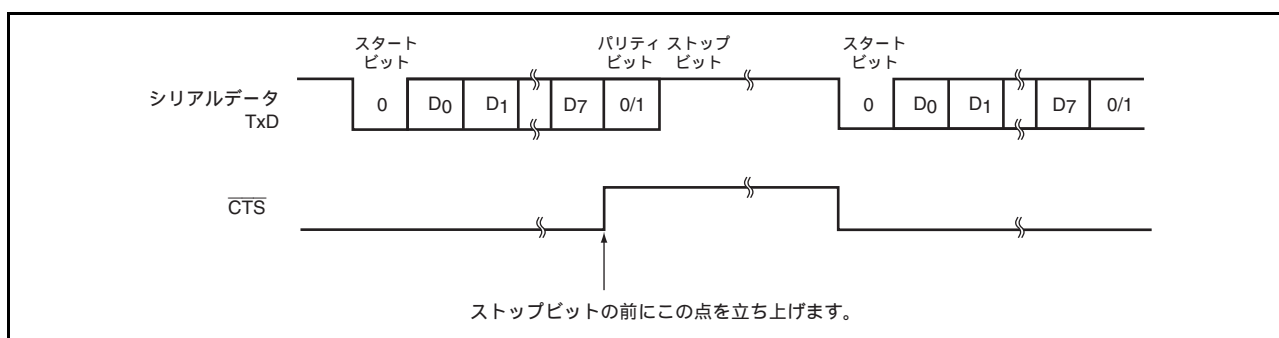 スタート
ビット
パリティ ストップ
ビット ビット
スタート
ビット
シリアルデータ
TxD
0 D0 D1 D7 0/1 0 D0 D1 D7 0/1
CTS
ストップビットの前にこの点を立ち上げます。